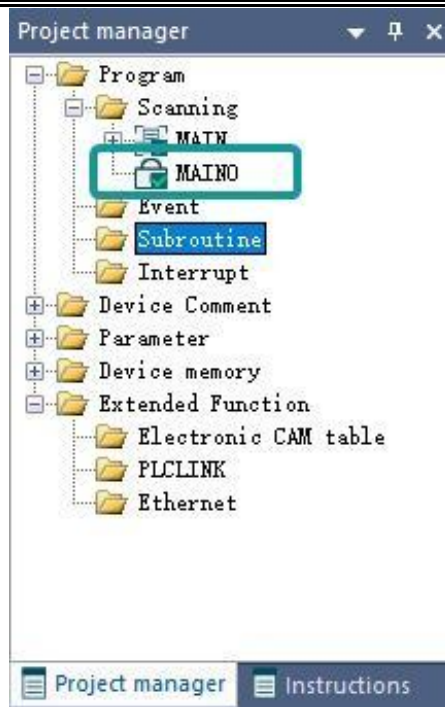 Project manager
Program
Scanning
MAIN
MAIN0
Event
Subroutine
Interrupt
Device Comment
Parameter
Device memory
Extended Function
Electronic CAM table
PLCLINK
Ethernet
Project manager
Instructions